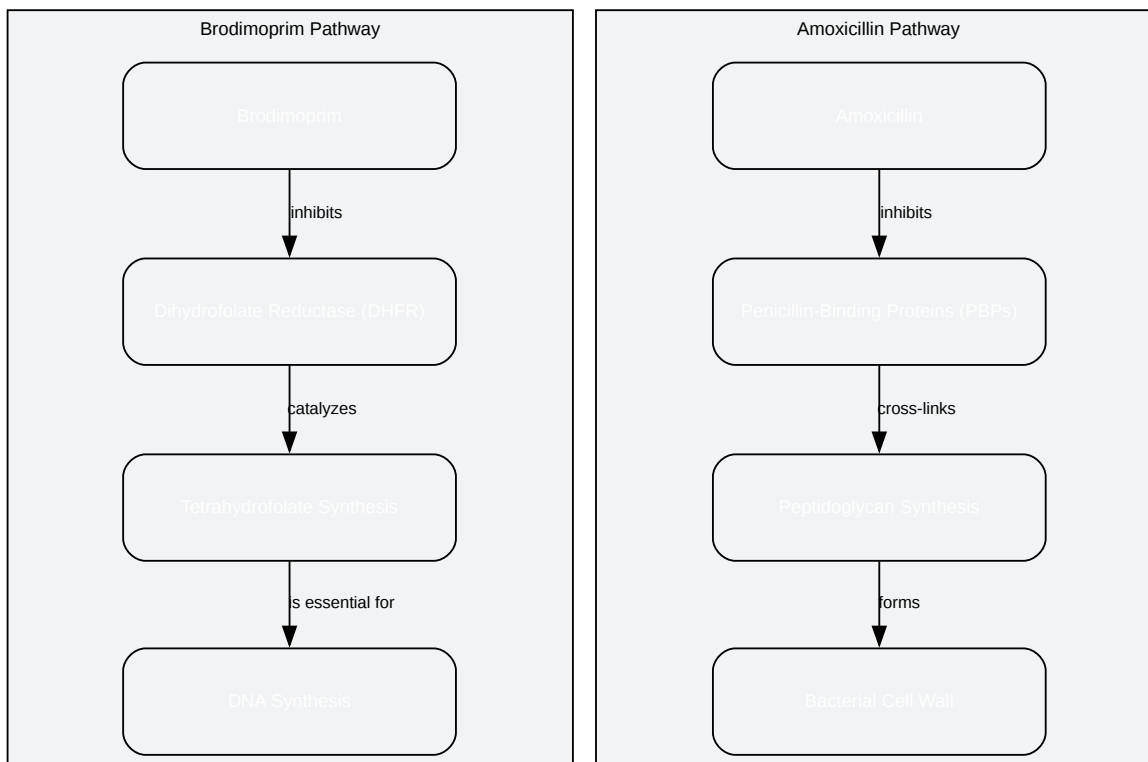 Brodimoprim Pathway
Brodimoprim
inhibits
Dihydrofolate Reductase (DHFR)
catalyzes
Tetrahydrofolate Synthesis
is essential for
DNA Synthesis
Amoxicillin Pathway
Amoxicillin
inhibits
Penicillin-Binding Proteins (PBPs)
cross-links
Peptidoglycan Synthesis
forms
Bacterial Cell Wall